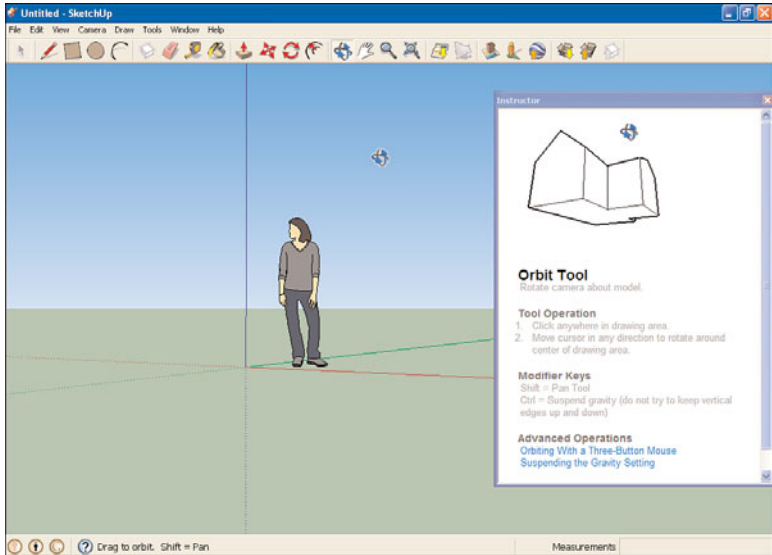 Untitled - SketchUp
File Edit View Camera Draw Tools Window Help
Instructor
Orbit Tool
Rotate camera about model.
Tool Operation
1. Click anywhere in drawing area.
2. Move cursor in any direction to rotate around
center of drawing area.
Modifier Keys
Shift = Pan Tool
Ctrl = Suspend gravity (do not try to keep vertical
edges up and down)
Advanced Operations
Orbiting With a Three-Button Mouse
Suspending the Gravity Setting
Drag to orbit. Shift = Pan
Measurements